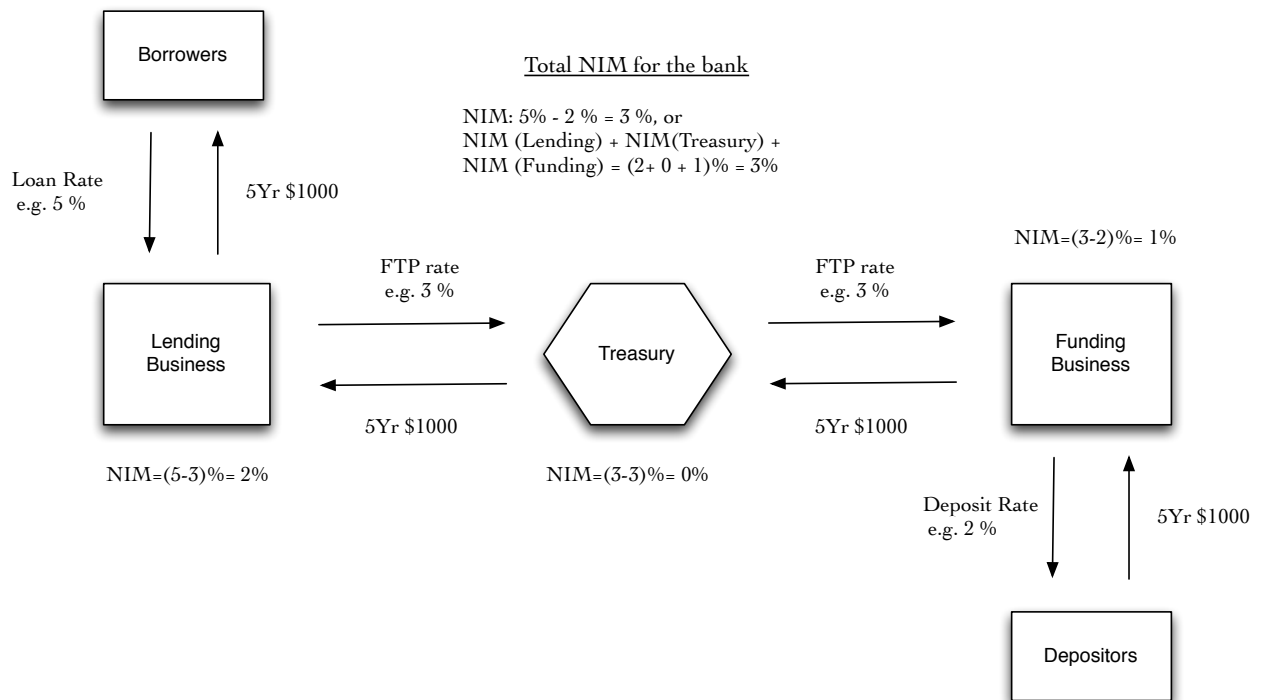 Borrowers
Total NIM for the bank
NIM: 5% - 2 % = 3 %, or
NIM (Lending) + NIM(Treasury) +
NIM (Funding) = (2+ 0 + 1)% = 3%
Loan Rate
e.g. 5 %
5Yr $1000
NIM=(3-2)%= 1%
FTP rate
e.g. 3 %
FTP rate
e.g. 3 %
Lending
Business
Treasury
Funding
Business
5Yr $1000
5Yr $1000
NIM=(5-3)%= 2%
NIM=(3-3)%= 0%
Deposit Rate
e.g. 2 %
5Yr $1000
Depositors